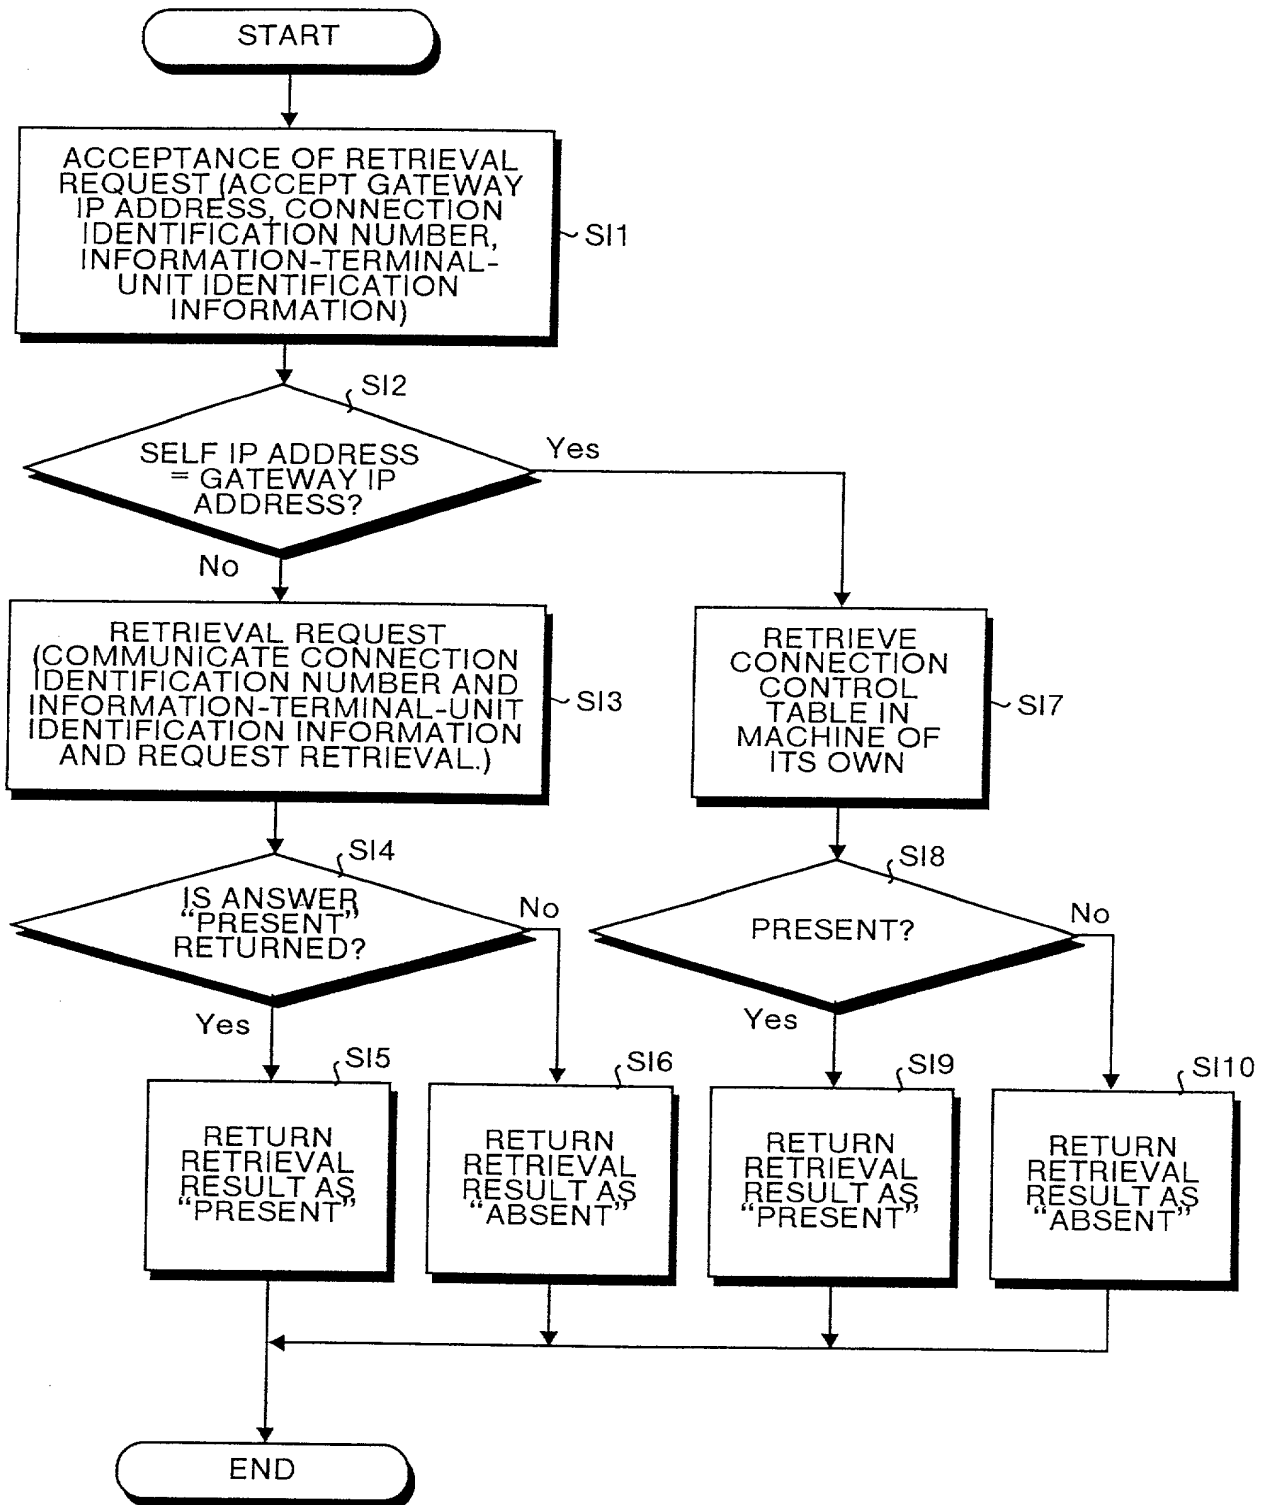 START
ACCEPTANCE OF RETRIEVAL
REQUEST (ACCEPT GATEWAY
IP ADDRESS, CONNECTION
IDENTIFICATION NUMBER,
INFORMATION-TERMINAL-
UNIT IDENTIFICATION
INFORMATION)
SI1
SI2
SELF IP ADDRESS
= GATEWAY IP
ADDRESS?
Yes
No
RETRIEVAL REQUEST
(COMMUNICATE CONNECTION
IDENTIFICATION NUMBER AND
INFORMATION-TERMINAL-UNIT
IDENTIFICATION INFORMATION
AND REQUEST RETRIEVAL.)
SI3
RETRIEVE
CONNECTION
CONTROL
TABLE IN
MACHINE OF
ITS OWN
SI7
SI4
IS ANSWER
“PRESENT”
RETURNED?
No
Yes
SI8
PRESENT?
No
Yes
SI5
RETURN
RETRIEVAL
RESULT AS
“PRESENT”
SI6
RETURN
RETRIEVAL
RESULT AS
“ABSENT”
SI9
RETURN
RETRIEVAL
RESULT AS
“PRESENT”
SI10
RETURN
RETRIEVAL
RESULT AS
“ABSENT”
END